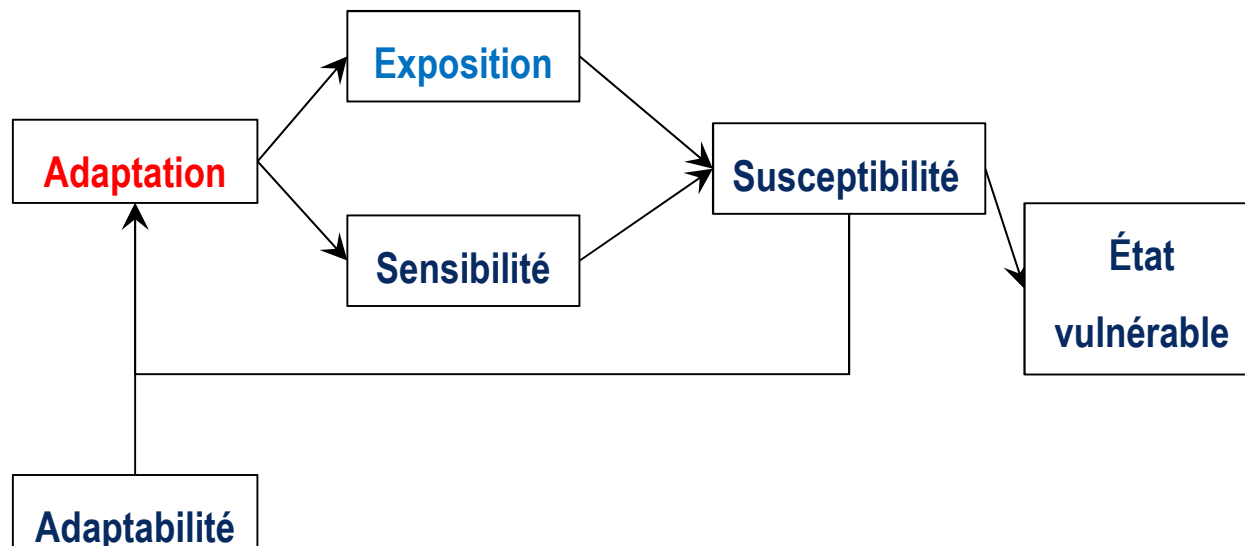 Exposition
Adaptation
Susceptibilité
Sensibilité
État
vulnérable
Adaptabilité